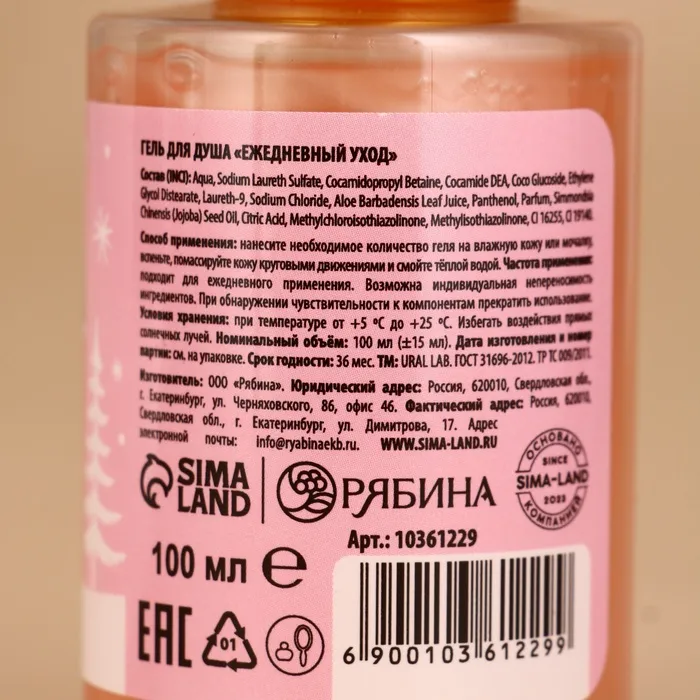 ГЕЛЬ ДЛЯ ДУША «ЕЖЕДНЕВНЫЙ УХОД»
Состав (INCI): Aqua, Sodium Laureth Sulfate, Cocamidopropyl Betaine, Cocamide DEA, Coco Glucoside, Ethylene
Glycol Distearate, Laureth-9, Sodium Chloride, Aloe Barbadensis Leaf Juice, Panthenol, Parfum, Simmondsia
Chinensis (Jojoba) Seed Oil, Citric Acid, Methylchloroisothiazolinone, Methylisothiazolinone, CI 16255, CI 19140.
Способ применения: нанесите необходимое количество геля на влажную кожу или мочалку,
вспеньте, помассируйте кожу круговыми движениями и смойте тёплой водой. Частота применения:
подходит для ежедневного применения. Возможна индивидуальная непереносимость
ингредиентов. При обнаружении чувствительности к компонентам прекратить использование.
Условия хранения: при температуре от +5 ºС до +25 ºС. Избегать воздействия прямых
солнечных лучей. Номинальный объём: 100 мл (±15 мл). Дата изготовления и номер
партии: см. на упаковке. Срок годности: 36 мес. ТМ: URAL LAB. ГОСТ 31696-2012. ТР ТС 009/2011.
Изготовитель: ООО «Рябина». Юридический адрес: Россия, 620010, Свердловская обл.,
г. Екатеринбург, ул. Черняховского, 86, офис 46. Фактический адрес: Россия, 620010,
Свердловская обл., г. Екатеринбург, ул. Димитрова, 17. Адрес
электронной почты: info@ryabinaekb.ru. WWW.SIMA-LAND.RU
SIMA
LAND
РЯБИНА
ОСНОВАНО
SINCE
SIMA-LAND
2023
КОМПАНИЕЙ
Арт.: 10361229
100 мл e
EAC
01
6 900103 612299